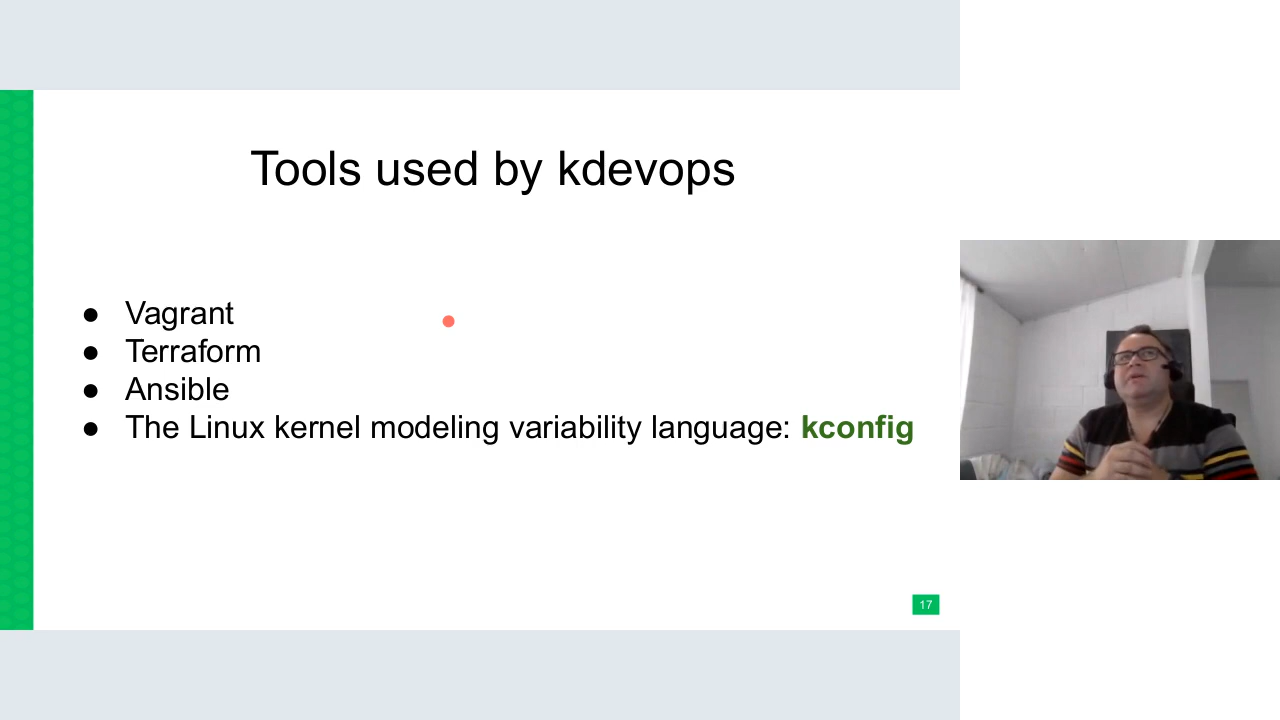 Tools used by kdevops
● Vagrant
● Terraform
● Ansible
● The Linux kernel modeling variability language: kconfig
17